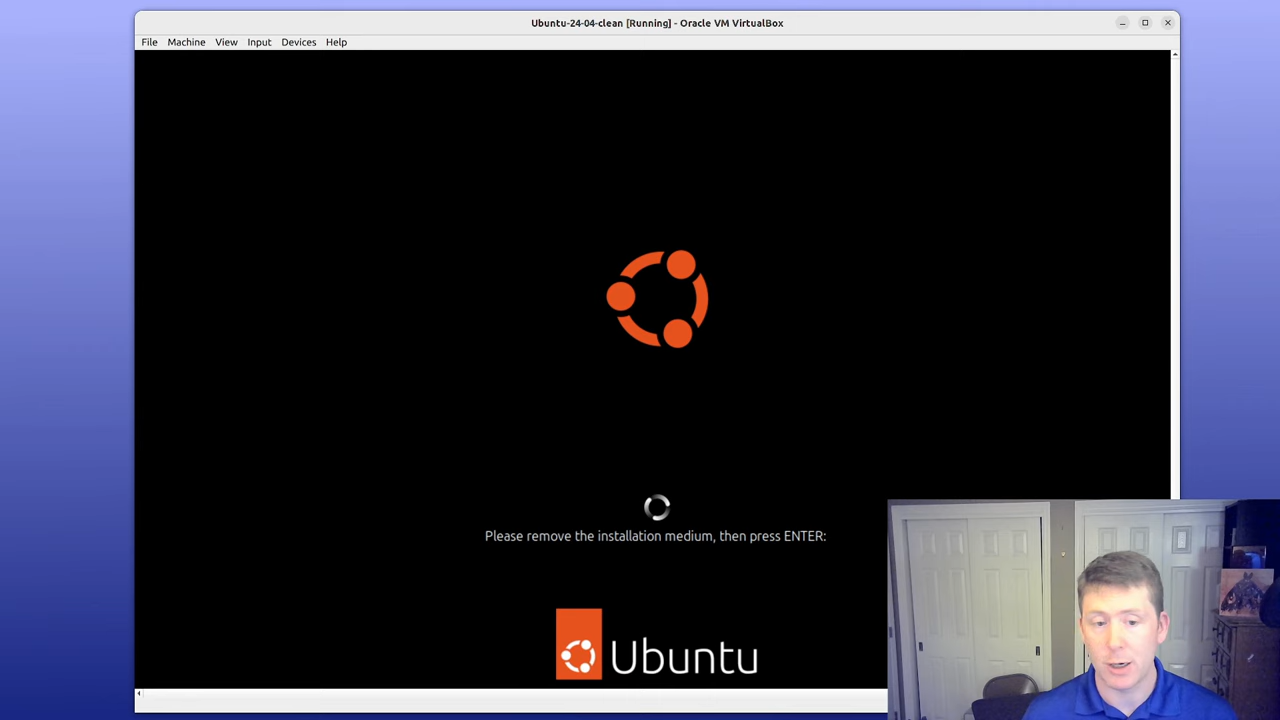 Ubuntu-24-04-clean [Running] - Oracle VM VirtualBox
File Machine View Input Devices Help
Please remove the installation medium, then press ENTER:
Ubuntu